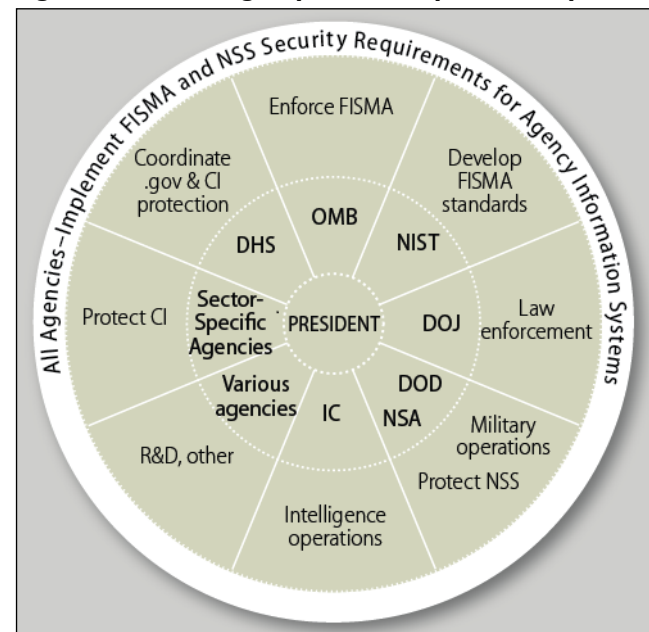 All Agencies–Implement FISMA and NSS Security Requirements for Agency Information Systems
Enforce FISMA
Develop
FISMA
standards
Law
enforcement
Military
operations
Protect NSS
Intelligence
operations
R&D, other
Protect CI
Coordinate
.gov & CI
protection
OMB
NIST
DOJ
DOD
NSA
IC
Various
agencies
Sector-
Specific
Agencies
DHS
PRESIDENT